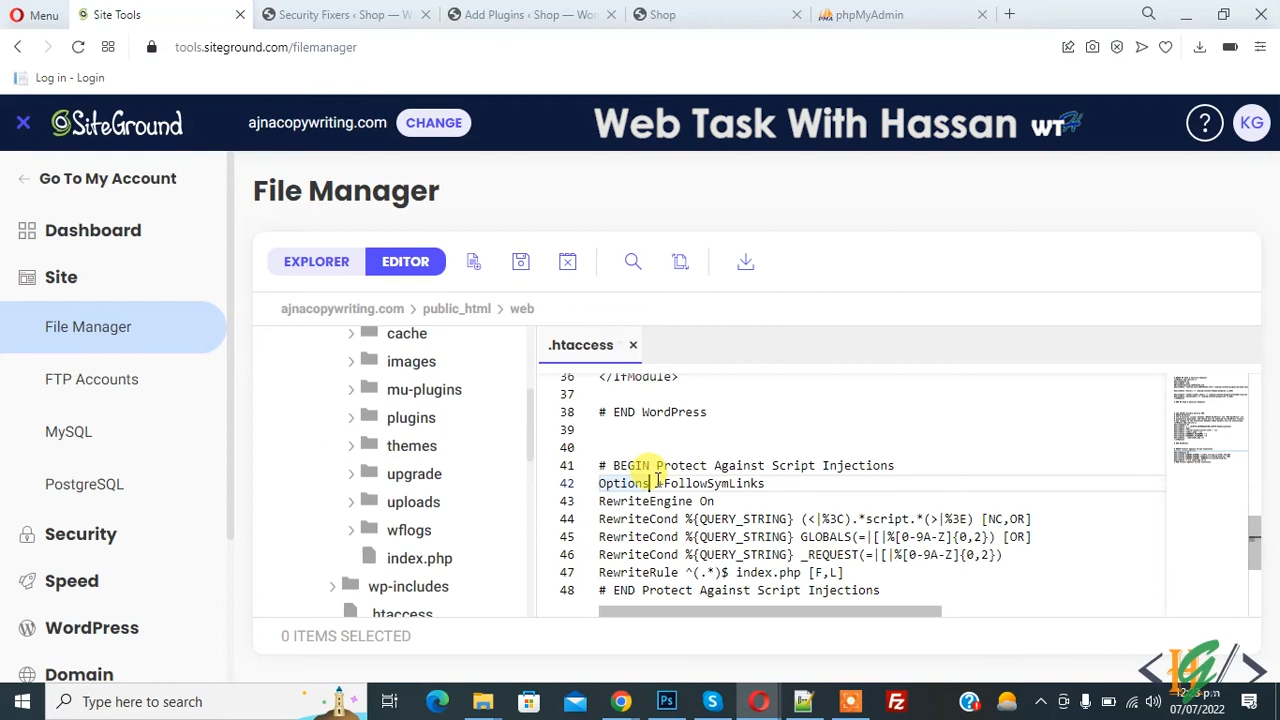 Menu
Site Tools
Security Fixers ‹ Shop — W
Add Plugins ‹ Shop — Wor
Shop
phpMyAdmin
tools.siteground.com/filemanager
Log in - Login
SiteGround
ajnacopywriting.com
CHANGE
Web Task With Hassan
WT
?
KG
Go To My Account
Dashboard
Site
File Manager
FTP Accounts
MySQL
PostgreSQL
Security
Speed
WordPress
Domain
File Manager
EXPLORER
EDITOR
ajnacopywriting.com > public_html > web
cache
images
mu-plugins
plugins
themes
upgrade
uploads
wflogs
index.php
wp-includes
.htaccess
.htaccess
36 </IfModule>
37
38 # END WordPress
39
40
41 # BEGIN Protect Against Script Injections
42 Options +FollowSymLinks
43 RewriteEngine On
44 RewriteCond %{QUERY_STRING} (<|%3C).*script.*(>|%3E) [NC,OR]
45 RewriteCond %{QUERY_STRING} GLOBALS(=|[|%[0-9A-Z]{0,2}) [OR]
46 RewriteCond %{QUERY_STRING} _REQUEST(=|[|%[0-9A-Z]{0,2})
47 RewriteRule ^(.*)$ index.php [F,L]
48 # END Protect Against Script Injections
0 ITEMS SELECTED
Type here to search
07/07/2022